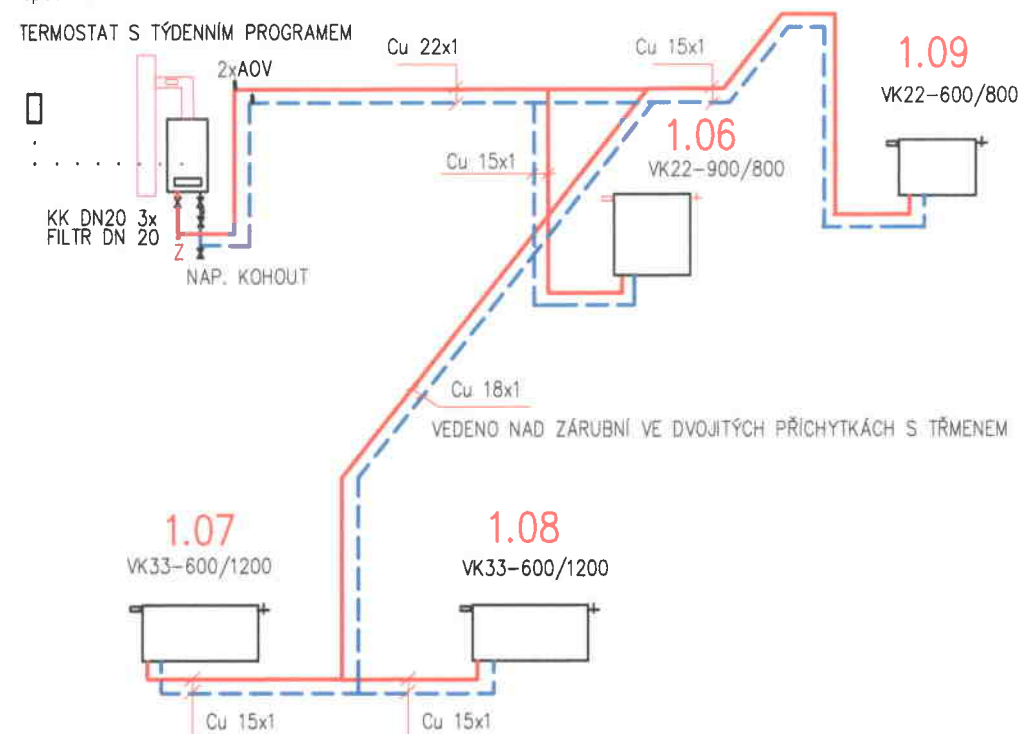 TERMOSTAT S TÝDENNÍM PROGRAMEM
2xAOV
Cu 22x1
Cu 15x1
1.09
VK22-600/800
1.06
VK22-900/800
Cu 15x1
KK DN20 3x
FILTR DN 20
Z
NAP. KOHOUT
Cu 18x1
VEDENO NAD ZÁRUBNÍ VE DVOJITÝCH PŘÍCHYTKÁCH S TŘMENEM
1.07
VK33-600/1200
1.08
VK33-600/1200
Cu 15x1
Cu 15x1